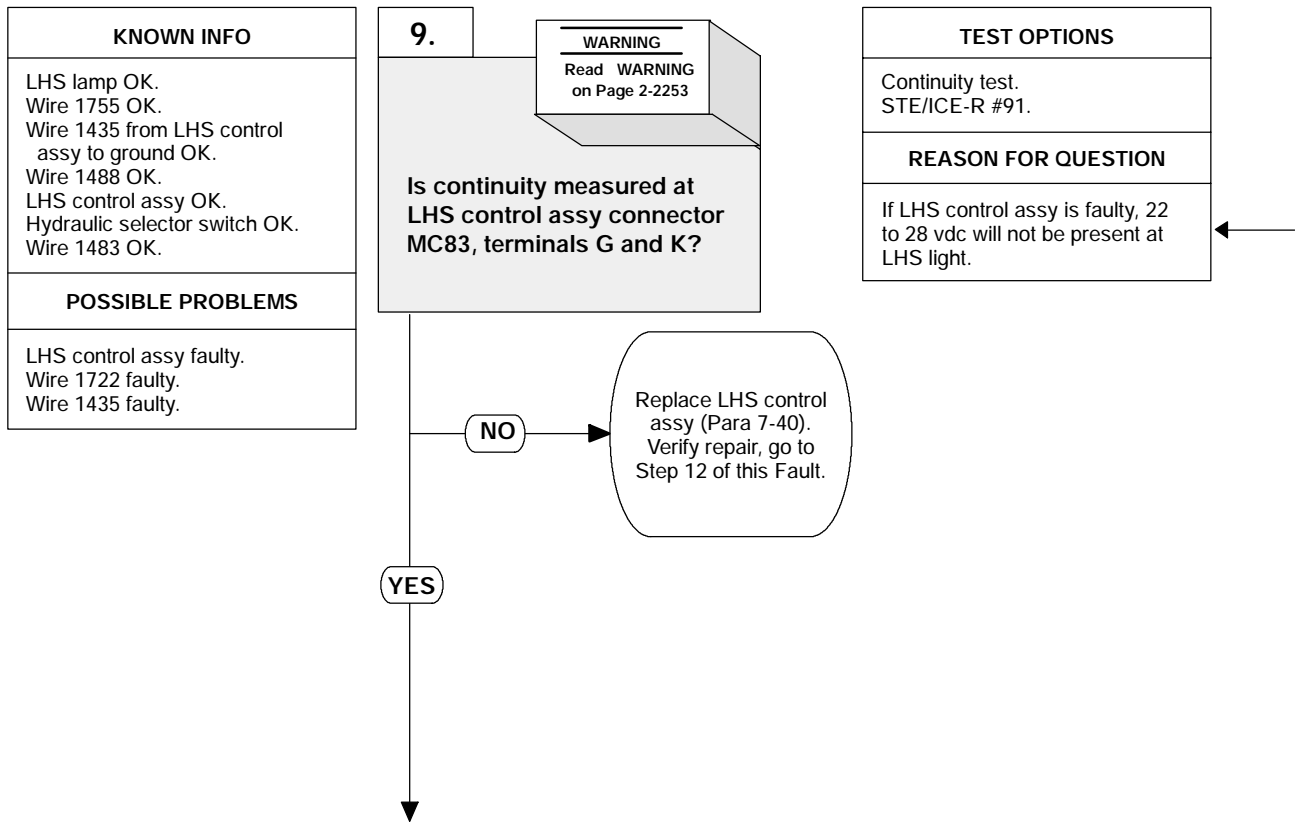 KNOWN INFO
LHS lamp OK.
Wire 1755 OK.
Wire 1435 from LHS control
assy to ground OK.
Wire 1488 OK.
LHS control assy OK.
Hydraulic selector switch OK.
Wire 1483 OK.
POSSIBLE PROBLEMS
LHS control assy faulty.
Wire 1722 faulty.
Wire 1435 faulty.
9.
WARNING
Read WARNING
on Page 2-2253
Is continuity measured at
LHS control assy connector
MC83, terminals G and K?
TEST OPTIONS
Continuity test.
STE/ICE-R #91.
REASON FOR QUESTION
If LHS control assy is faulty, 22
to 28 vdc will not be present at
LHS light.
NO
Replace LHS control
assy (Para 7-40).
Verify repair, go to
Step 12 of this Fault.
YES